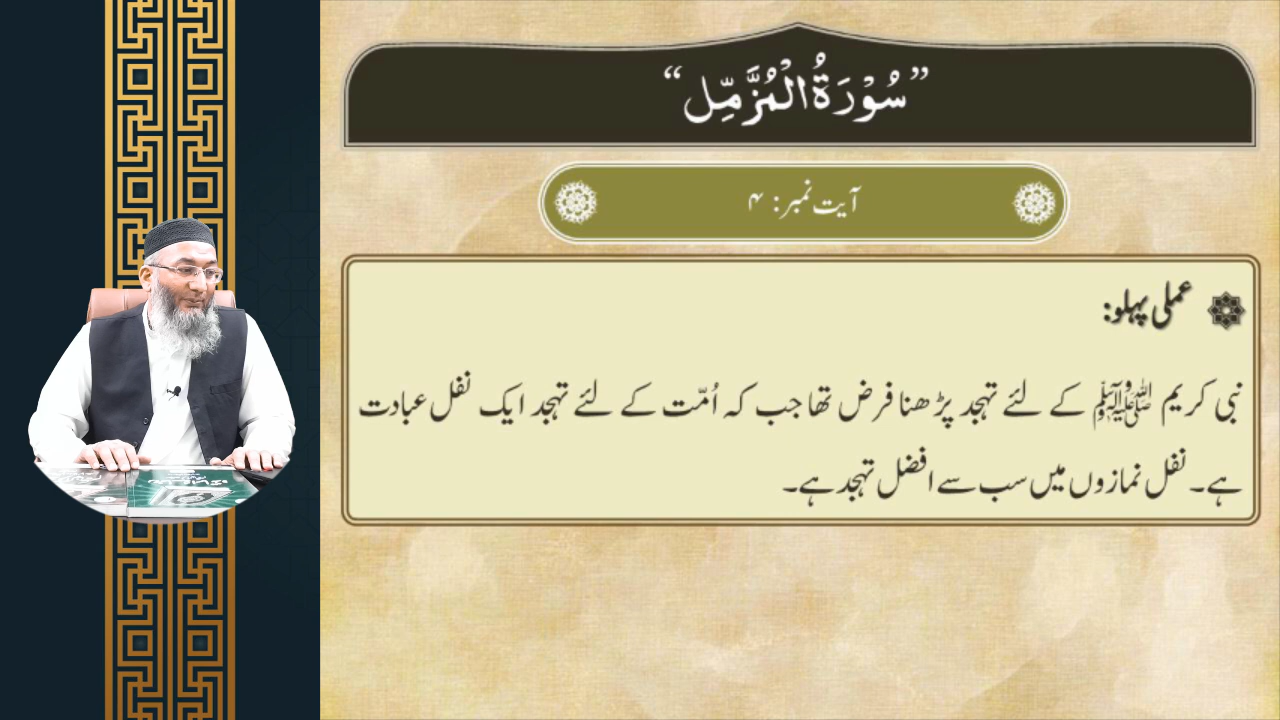 ”سُوْرَۃُ الْمُزَّمِّل“
آیت نمبر: ۴
عملی پہلو:
نبی کریم ﷺ کے لئے تہجد پڑھنا فرض تھا جب کہ اُمّت کے لئے تہجد ایک نفل عبادت
ہے۔ نفل نمازوں میں سب سے افضل تہجد ہے۔